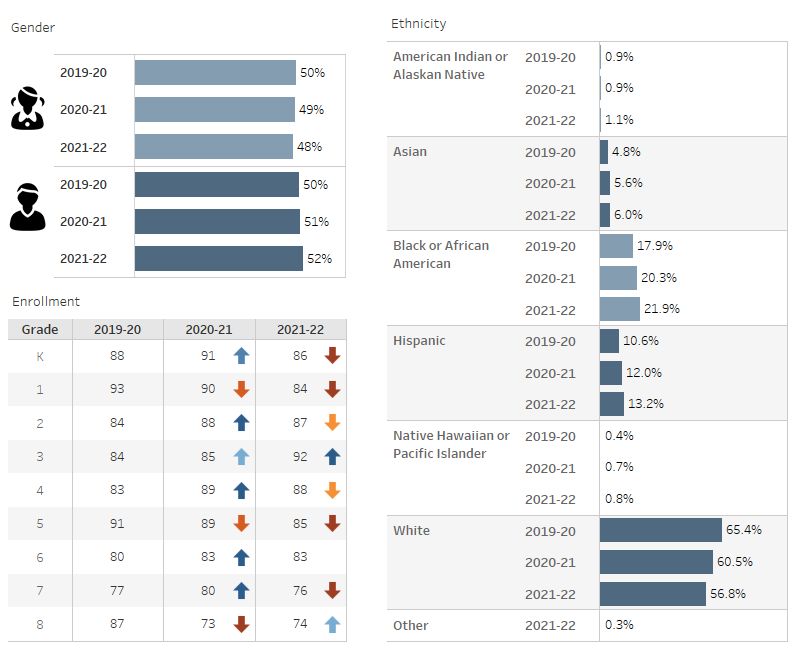 Gender
2019-20 50%
2020-21 49%
2021-22 48%
2019-20 50%
2020-21 51%
2021-22 52%
Enrollment
Grade 2019-20 2020-21 2021-22
K 88 91 86
1 93 90 84
2 84 88 87
3 84 85 92
4 83 89 88
5 91 89 85
6 80 83 83
7 77 80 76
8 87 73 74
Ethnicity
American Indian or 2019-20 0.9%
Alaskan Native
2020-21 0.9%
2021-22 1.1%
Asian 2019-20 4.8%
2020-21 5.6%
2021-22 6.0%
Black or African 2019-20 17.9%
American
2020-21 20.3%
2021-22 21.9%
Hispanic 2019-20 10.6%
2020-21 12.0%
2021-22 13.2%
Native Hawaiian or 2019-20 0.4%
Pacific Islander
2020-21 0.7%
2021-22 0.8%
White 2019-20 65.4%
2020-21 60.5%
2021-22 56.8%
Other 2021-22 0.3%